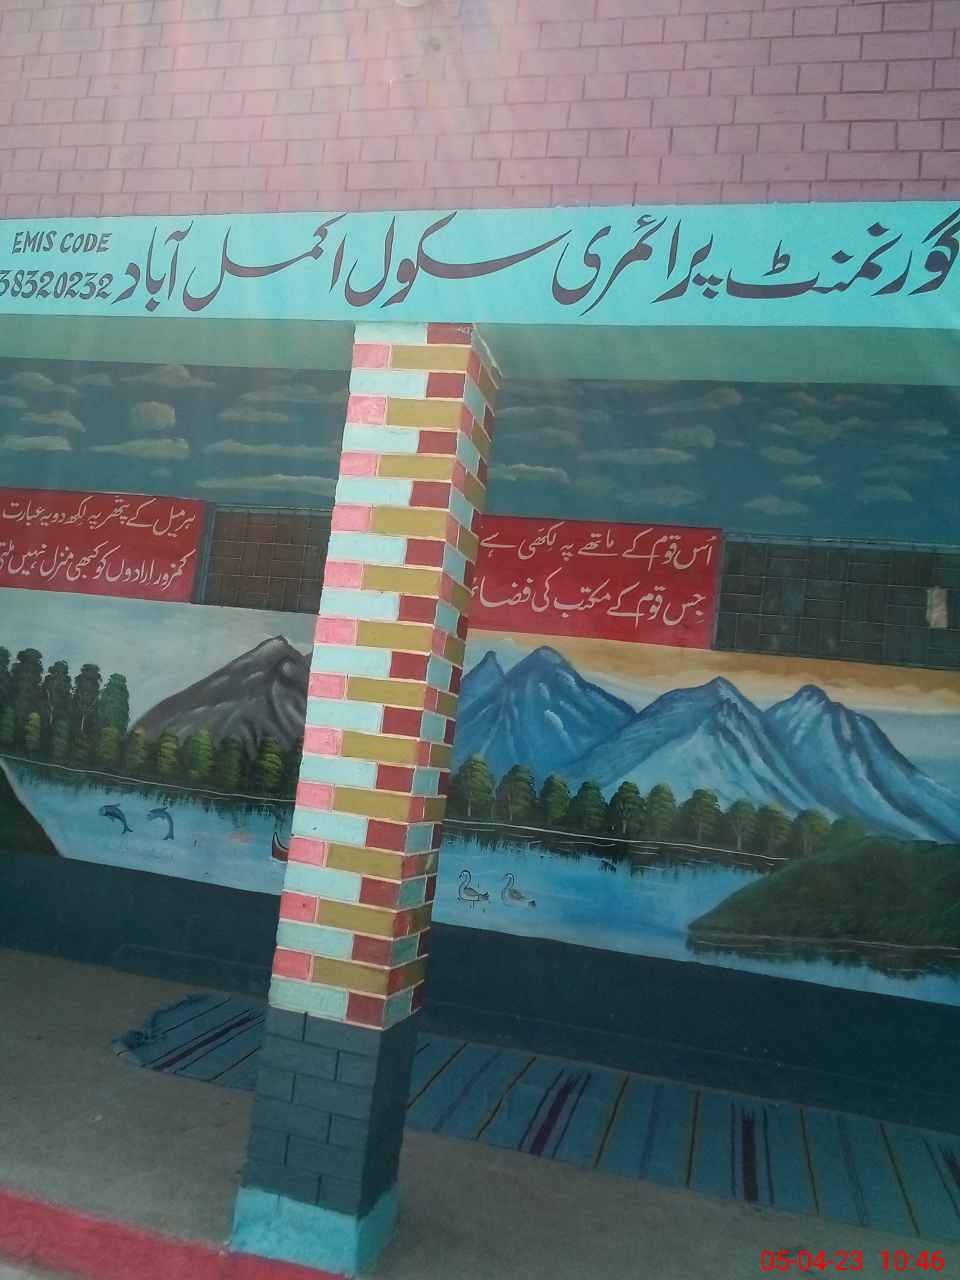 گورنمنٹ پرائمری سکول اکمل آباد
EMIS CODE
38320232
اُس قوم کے ماتھے پہ لکھی ہے
جس قوم کے مکتب کی فضا
ہر میل کے پتھر پہ لکھ دو یہ عبارت
کمزور ارادوں کو کبھی منزل نہیں ملتی
05-04-23 10:46